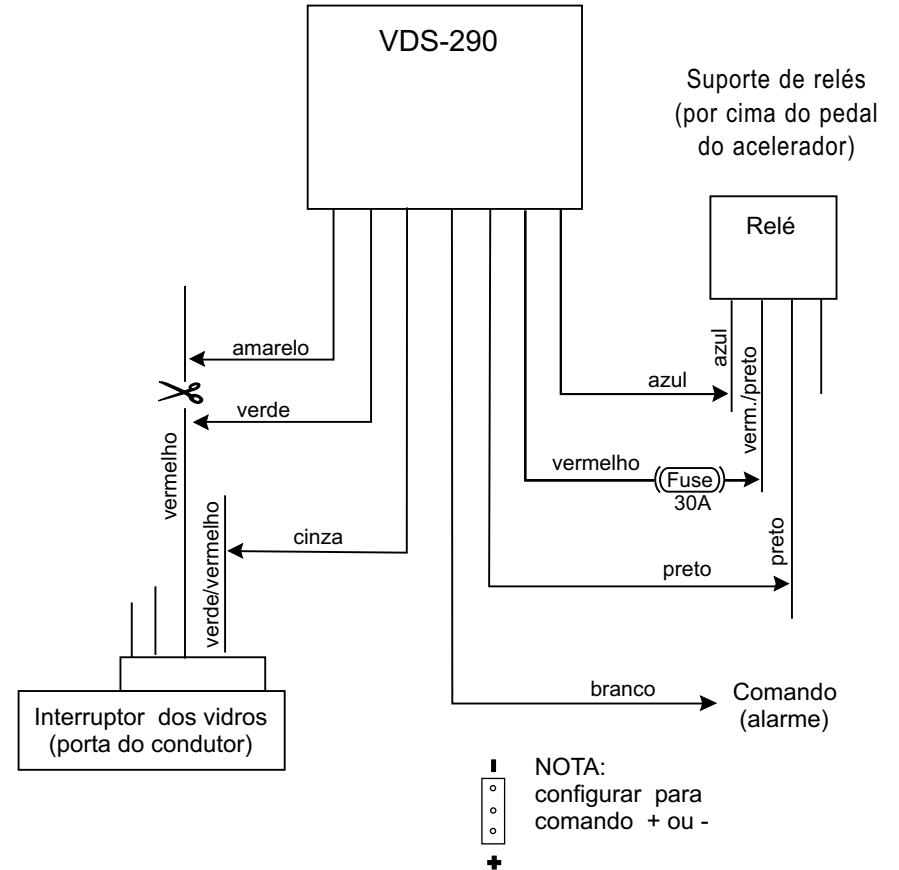 VDS-290
Suporte de relés
(por cima do pedal
do acelerador)
Relé
amarelo
azul
azul
verm./preto
verde
vermelho
vermelho
Fuse
30A
cinza
verde/vermelho
preto
preto
branco
Comando
(alarme)
Interruptor dos vidros
(porta do condutor)
-
NOTA:
configurar para
comando + ou -
+